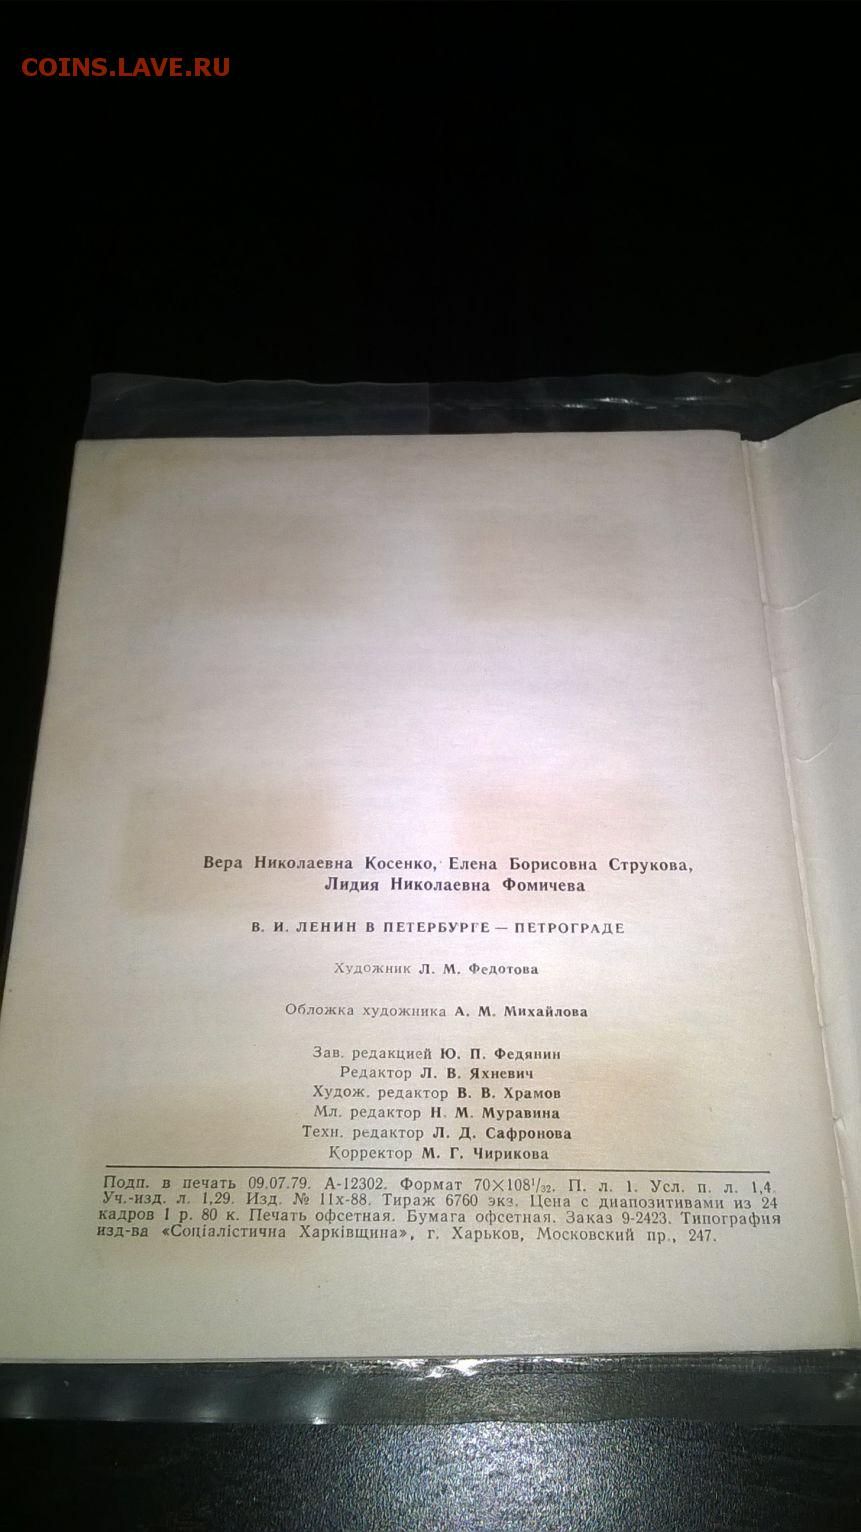 COINS.LAVE.RU
Вера Николаевна Косенко, Елена Борисовна Струкова,
Лидия Николаевна Фомичева
В. И. ЛЕНИН В ПЕТЕРБУРГЕ — ПЕТРОГРАДЕ
Художник Л. М. Федотова
Обложка художника А. М. Михайлова
Зав. редакцией Ю. П. Федянин
Редактор Л. В. Яхневич
Худож. редактор В. В. Храмов
Мл. редактор Н. М. Муравина
Техн. редактор Л. Д. Сафронова
Корректор М. Г. Чирикова
Подп. в печать 09.07.79. А-12302. Формат 70×108¹/₃₂. П. л. 1. Усл. п. л. 1,4.
Уч.-изд. л. 1,29. Изд. № 11х-88. Тираж 6760 экз. Цена с диапозитивами из 24
кадров 1 р. 80 к. Печать офсетная. Бумага офсетная. Заказ 9-2423. Типография
изд-ва «Соціалістична Харківщина», г. Харьков, Московский пр., 247.